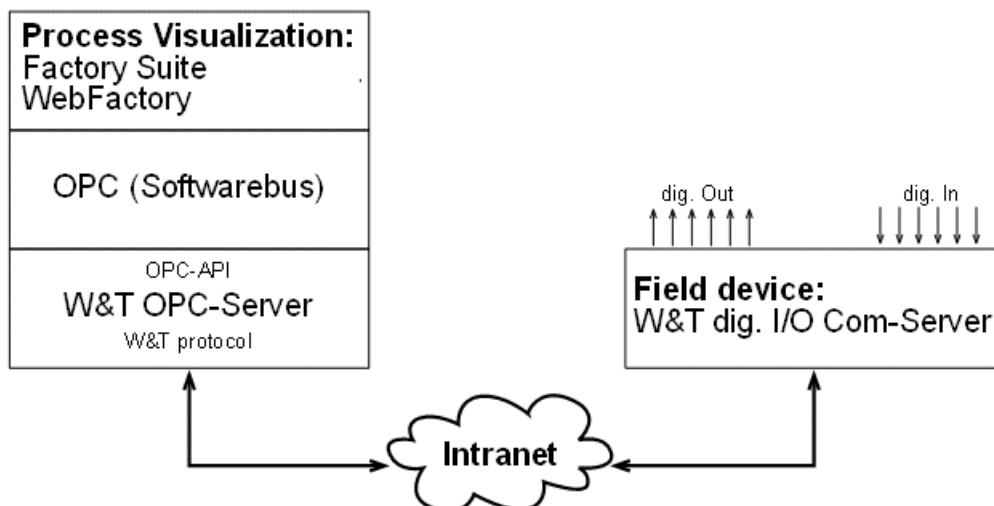 Process Visualization:
Factory Suite
WebFactory
OPC (Softwarebus)
OPC-API
W&T OPC-Server
W&T protocol
dig. Out
dig. In
Field device:
W&T dig. I/O Com-Server
Intranet